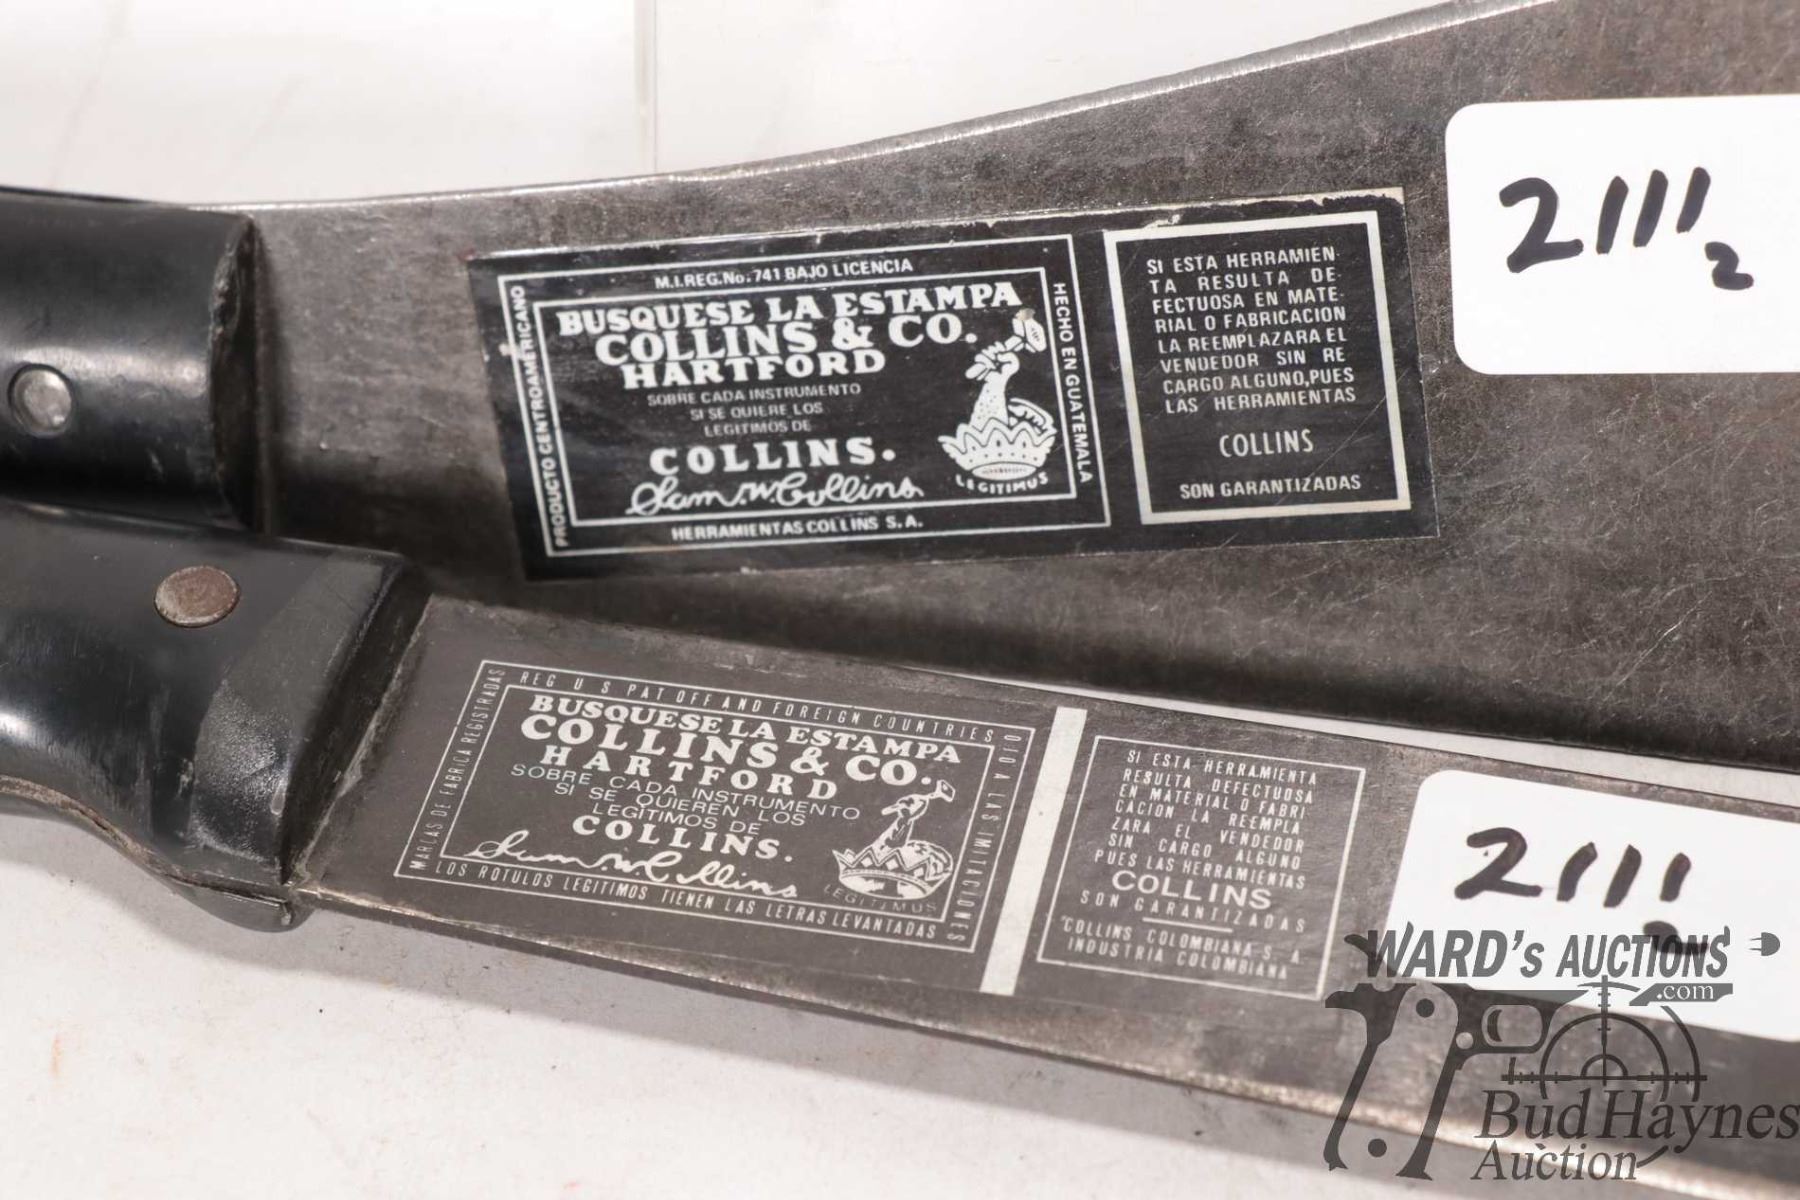 M.I.REG.No.741 BAJO LICENCIA
PRODUCTO CENTROAMERICANO
BUSQUESE LA ESTAMPA
COLLINS & CO.
HARTFORD
SOBRE CADA INSTRUMENTO
SI SE QUIERE LOS
LEGITIMOS DE
COLLINS.
Sam. W. Collins
LEGITIMUS
HECHO EN GUATEMALA
HERRAMIENTAS COLLINS S.A.
SI ESTA HERRAMIEN-
TA RESULTA DE-
FECTUOSA EN MATE-
RIAL O FABRICACION
LA REEMPLAZARA EL
VENDEDOR SIN RE
CARGO ALGUNO,PUES
LAS HERRAMIENTAS
COLLINS
SON GARANTIZADAS
2111
2
REG U S PAT OFF AND FOREIGN COUNTRIES
MARCAS DE FABRICA REGISTRADAS
BUSQUESE LA ESTAMPA
COLLINS & CO.
HARTFORD
SOBRE CADA INSTRUMENTO
SI SE QUIEREN LOS
LEGÍTIMOS DE
COLLINS.
Sam. W. Collins
LEGITIMUS
OJO A LAS IMITACIONES
LOS ROTULOS LEGITIMOS TIENEN LAS LETRAS LEVANTADAS
SI ESTA HERRAMIENTA
RESULTA DEFECTUOSA
EN MATERIAL O FABRI
CACION LA REEMPLA
ZARA EL VENDEDOR
SIN CARGO ALGUNO
PUES LAS HERRAMIENTAS
COLLINS
SON GARANTIZADAS
"COLLINS COLOMBIANA S. A.
INDUSTRIA COLOMBIANA
2111
2
WARD's AUCTIONS
.com
Bud Haynes
Auction